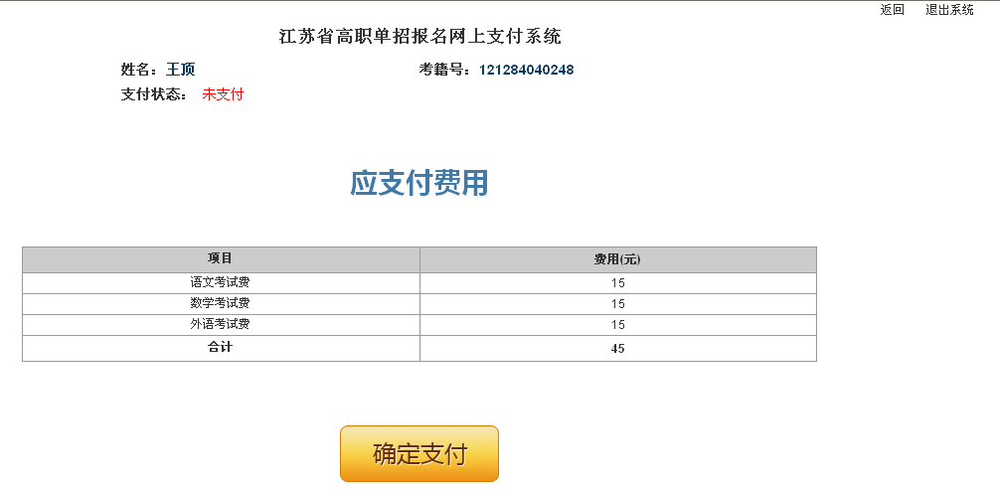 返回 退出系统
江苏省高职单招报名网上支付系统
姓名：王顶 考籍号：121284040248
支付状态： 未支付
应支付费用
项目 费用(元)
语文考试费 15
数学考试费 15
外语考试费 15
合计 45
确定支付